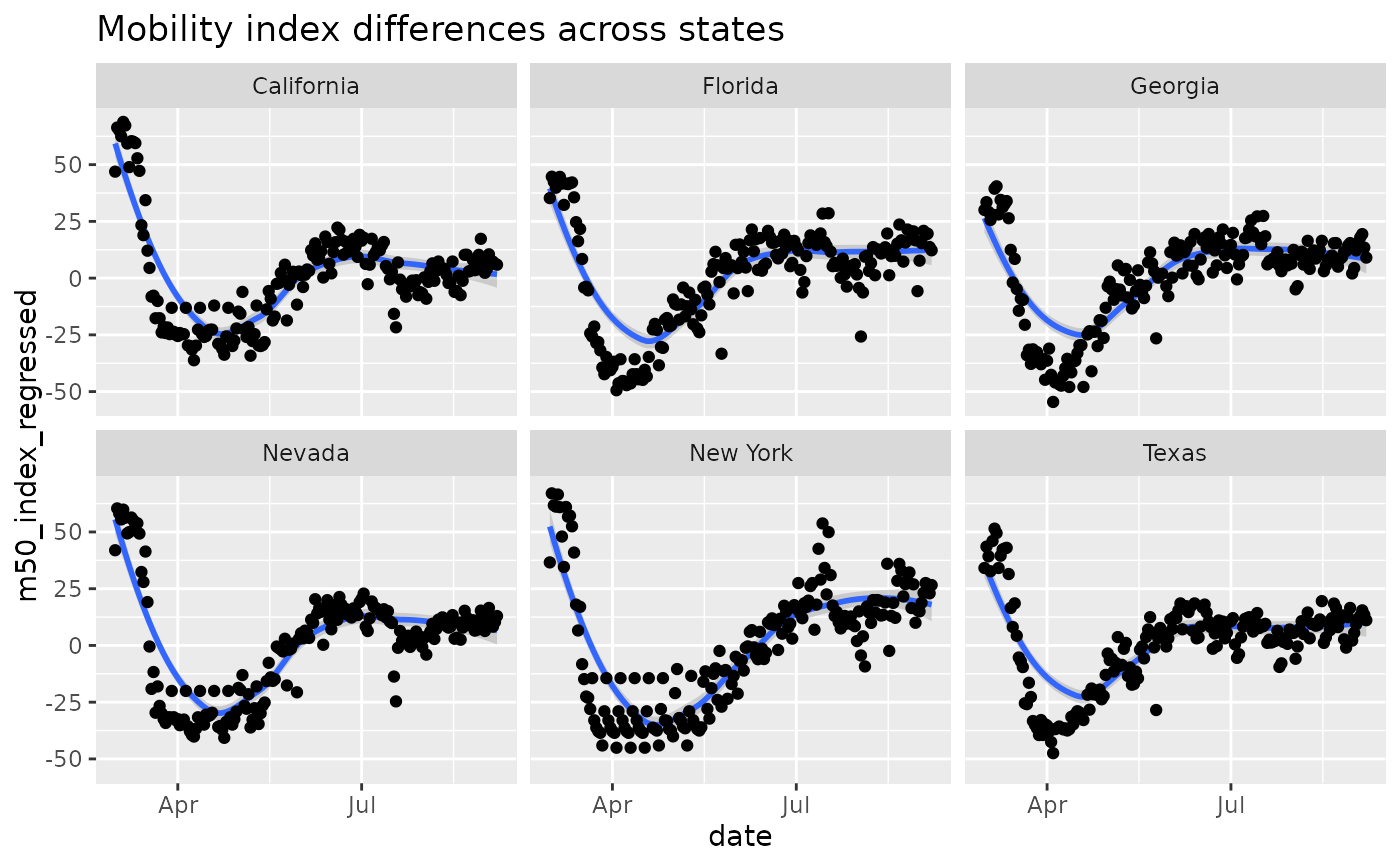 Mobility index differences across states
California Florida Georgia
50
25
0
-25
-50
Nevada New York Texas
50
25
0
-25
-50
m50_index_regressed
Apr Jul Apr Jul Apr Jul
date